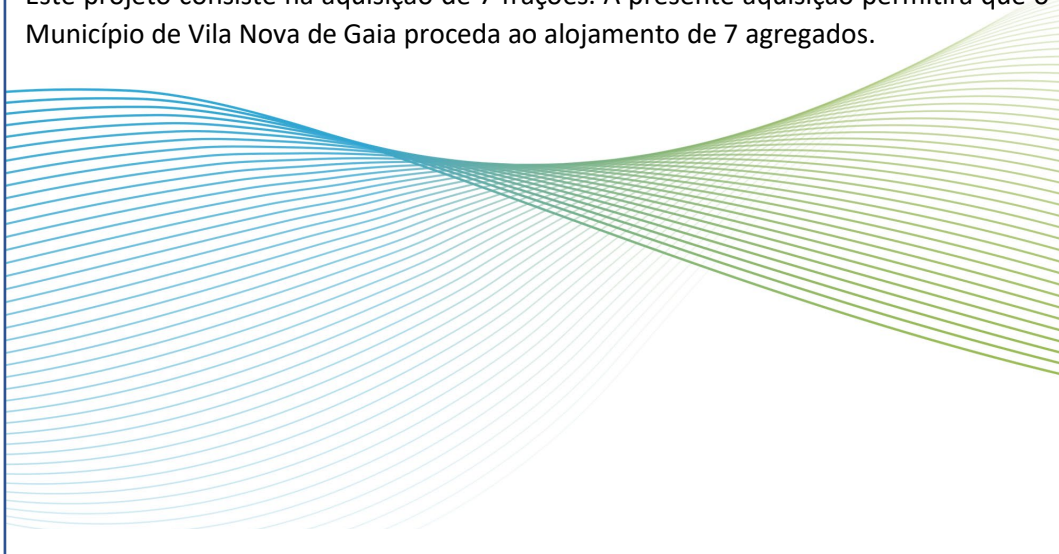 Este projeto consiste na aquisição de 7 frações. A presente aquisição permitirá que o
Município de Vila Nova de Gaia proceda ao alojamento de 7 agregados.